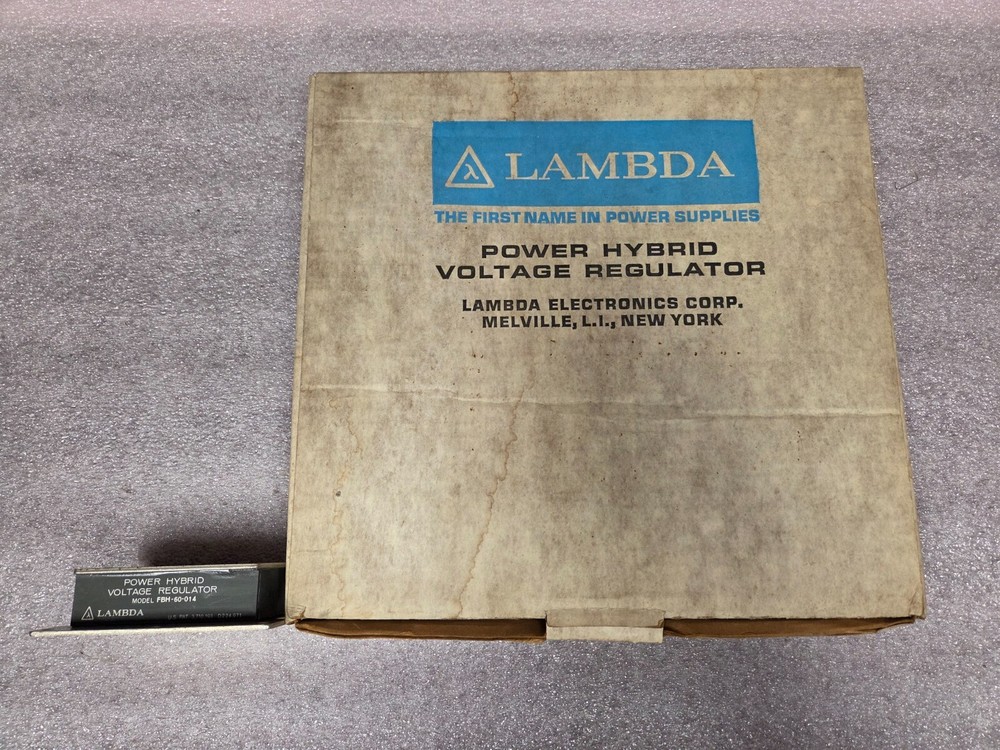 λ LAMBDA
THE FIRST NAME IN POWER SUPPLIES
POWER HYBRID
VOLTAGE REGULATOR
LAMBDA ELECTRONICS CORP.
MELVILLE, L.I., NEW YORK
POWER HYBRID
VOLTAGE REGULATOR
MODEL FBH-60-014
LAMBDA